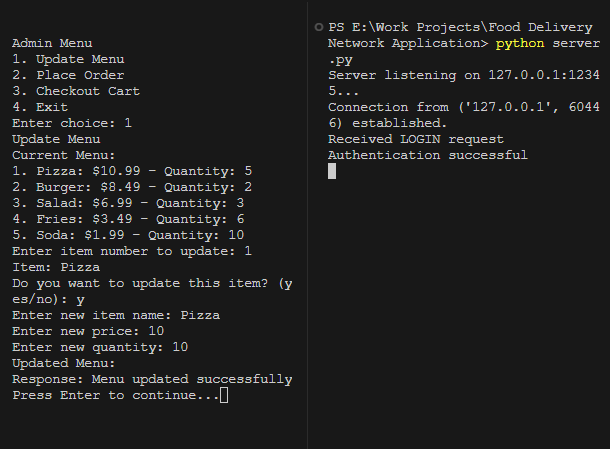 Admin Menu
1. Update Menu
2. Place Order
3. Checkout Cart
4. Exit
Enter choice: 1
Update Menu
Current Menu:
1. Pizza: $10.99 - Quantity: 5
2. Burger: $8.49 - Quantity: 2
3. Salad: $6.99 - Quantity: 3
4. Fries: $3.49 - Quantity: 6
5. Soda: $1.99 - Quantity: 10
Enter item number to update: 1
Item: Pizza
Do you want to update this item? (y
es/no): y
Enter new item name: Pizza
Enter new price: 10
Enter new quantity: 10
Updated Menu:
Response: Menu updated successfully
Press Enter to continue...
PS E:\Work Projects\Food Delivery
Network Application> python server
.py
Server listening on 127.0.0.1:1234
5...
Connection from ('127.0.0.1', 6044
6) established.
Received LOGIN request
Authentication successful